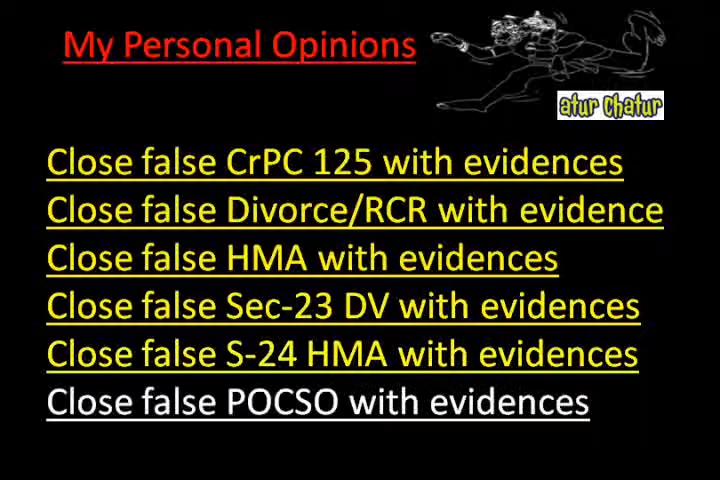 My Personal Opinions
atur Chatur
Close false CrPC 125 with evidences
Close false Divorce/RCR with evidence
Close false HMA with evidences
Close false Sec-23 DV with evidences
Close false S-24 HMA with evidences
Close false POCSO with evidences